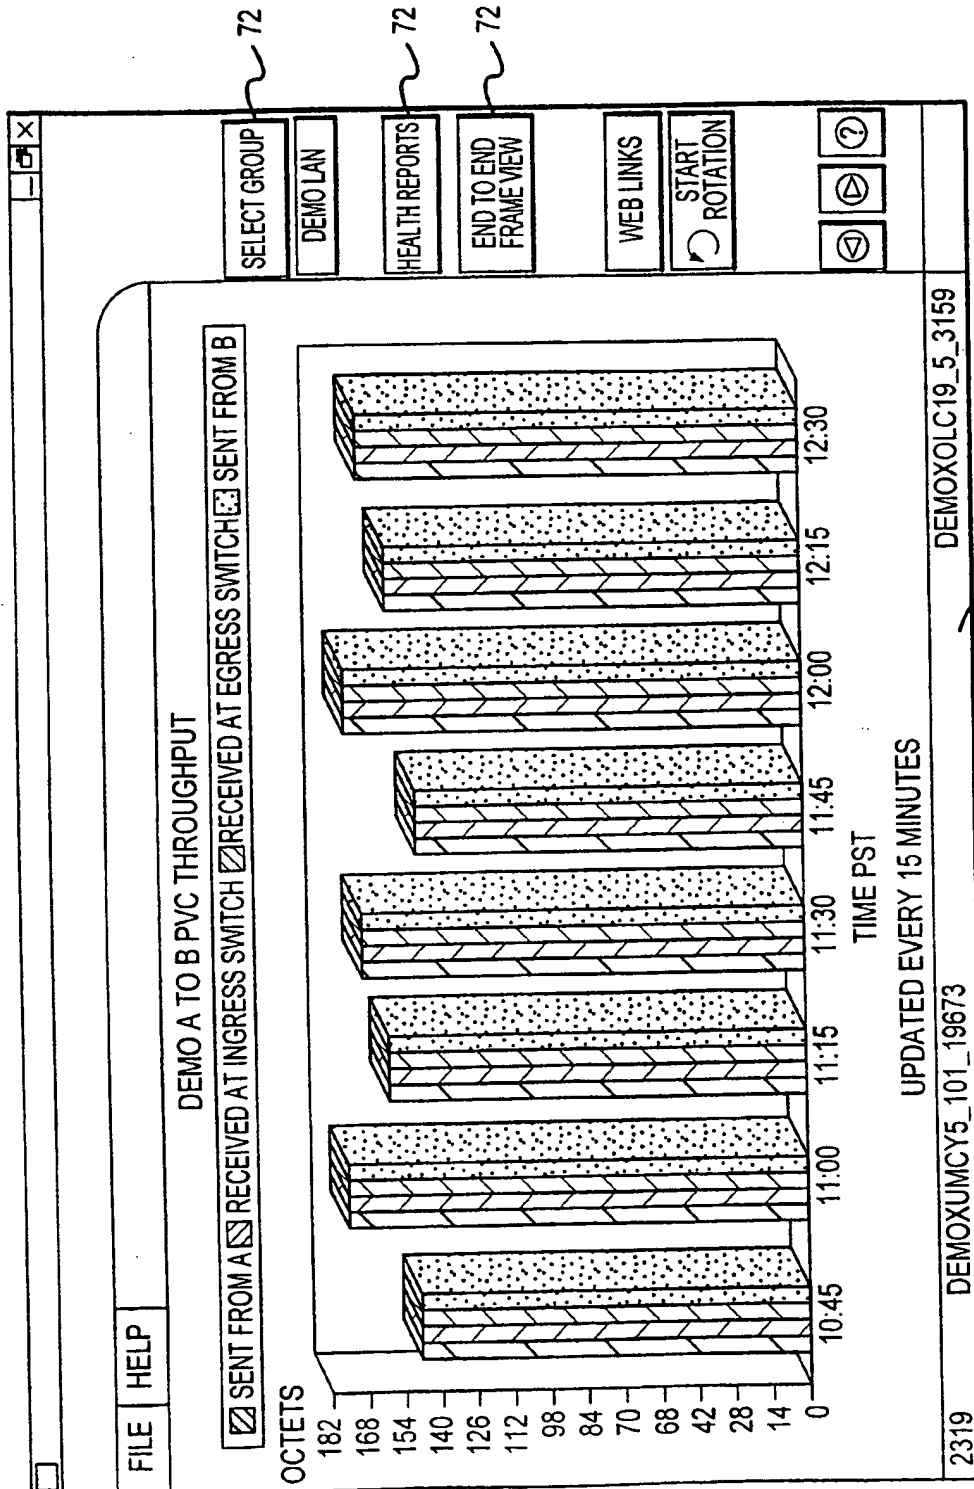 FILE HELP
DEMO A TO B PVC THROUGHPUT
SENT FROM A RECEIVED AT INGRESS SWITCH RECEIVED AT EGRESS SWITCH SENT FROM B
OCTETS
182
168
154
140
126
112
98
84
70
68
42
28
14
0
10:45 11:00 11:15 11:30 11:45 12:00 12:15 12:30
TIME PST
UPDATED EVERY 15 MINUTES
2319 DEMOXUMCY5_101_19673 DEMOXOLC19_5_3159
SELECT GROUP
DEMO LAN
HEALTH REPORTS
END TO END
FRAME VIEW
WEB LINKS
START
ROTATION
?
72
72
72